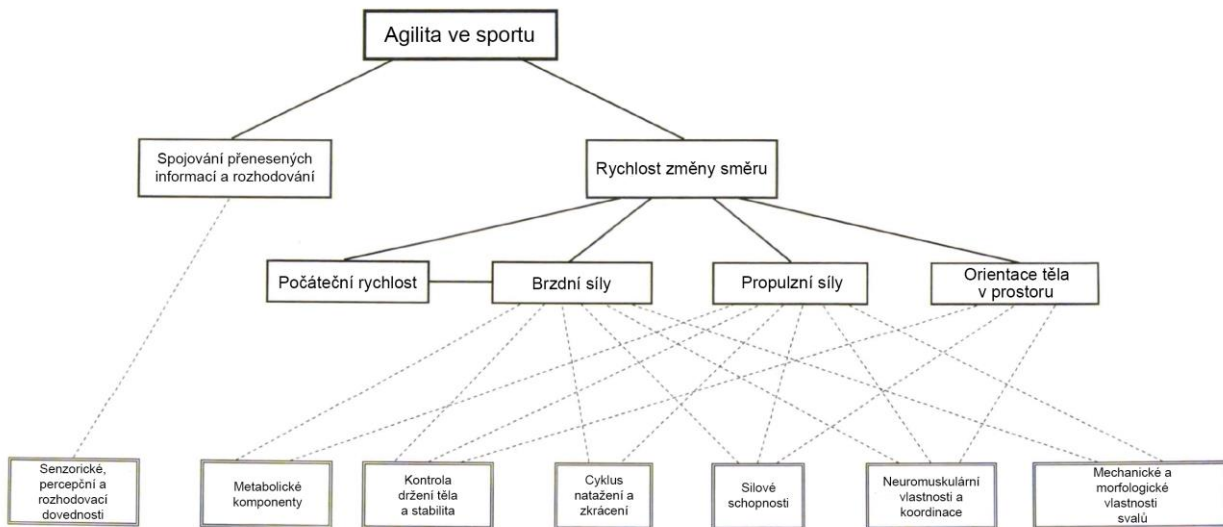 Agilita ve sportu
Spojování přenesených
informací a rozhodování
Rychlost změny směru
Počáteční rychlost
Brzdní síly
Propulzní síly
Orientace těla
v prostoru
Senzorické,
percepční a
rozhodovací
dovednosti
Metabolické
komponenty
Kontrola
držení těla
a stabilita
Cyklus
natažení a
zkrácení
Silové
schopnosti
Neuromuskulární
vlastnosti a
koordinace
Mechanické a
morfologické
vlastnosti
svalů